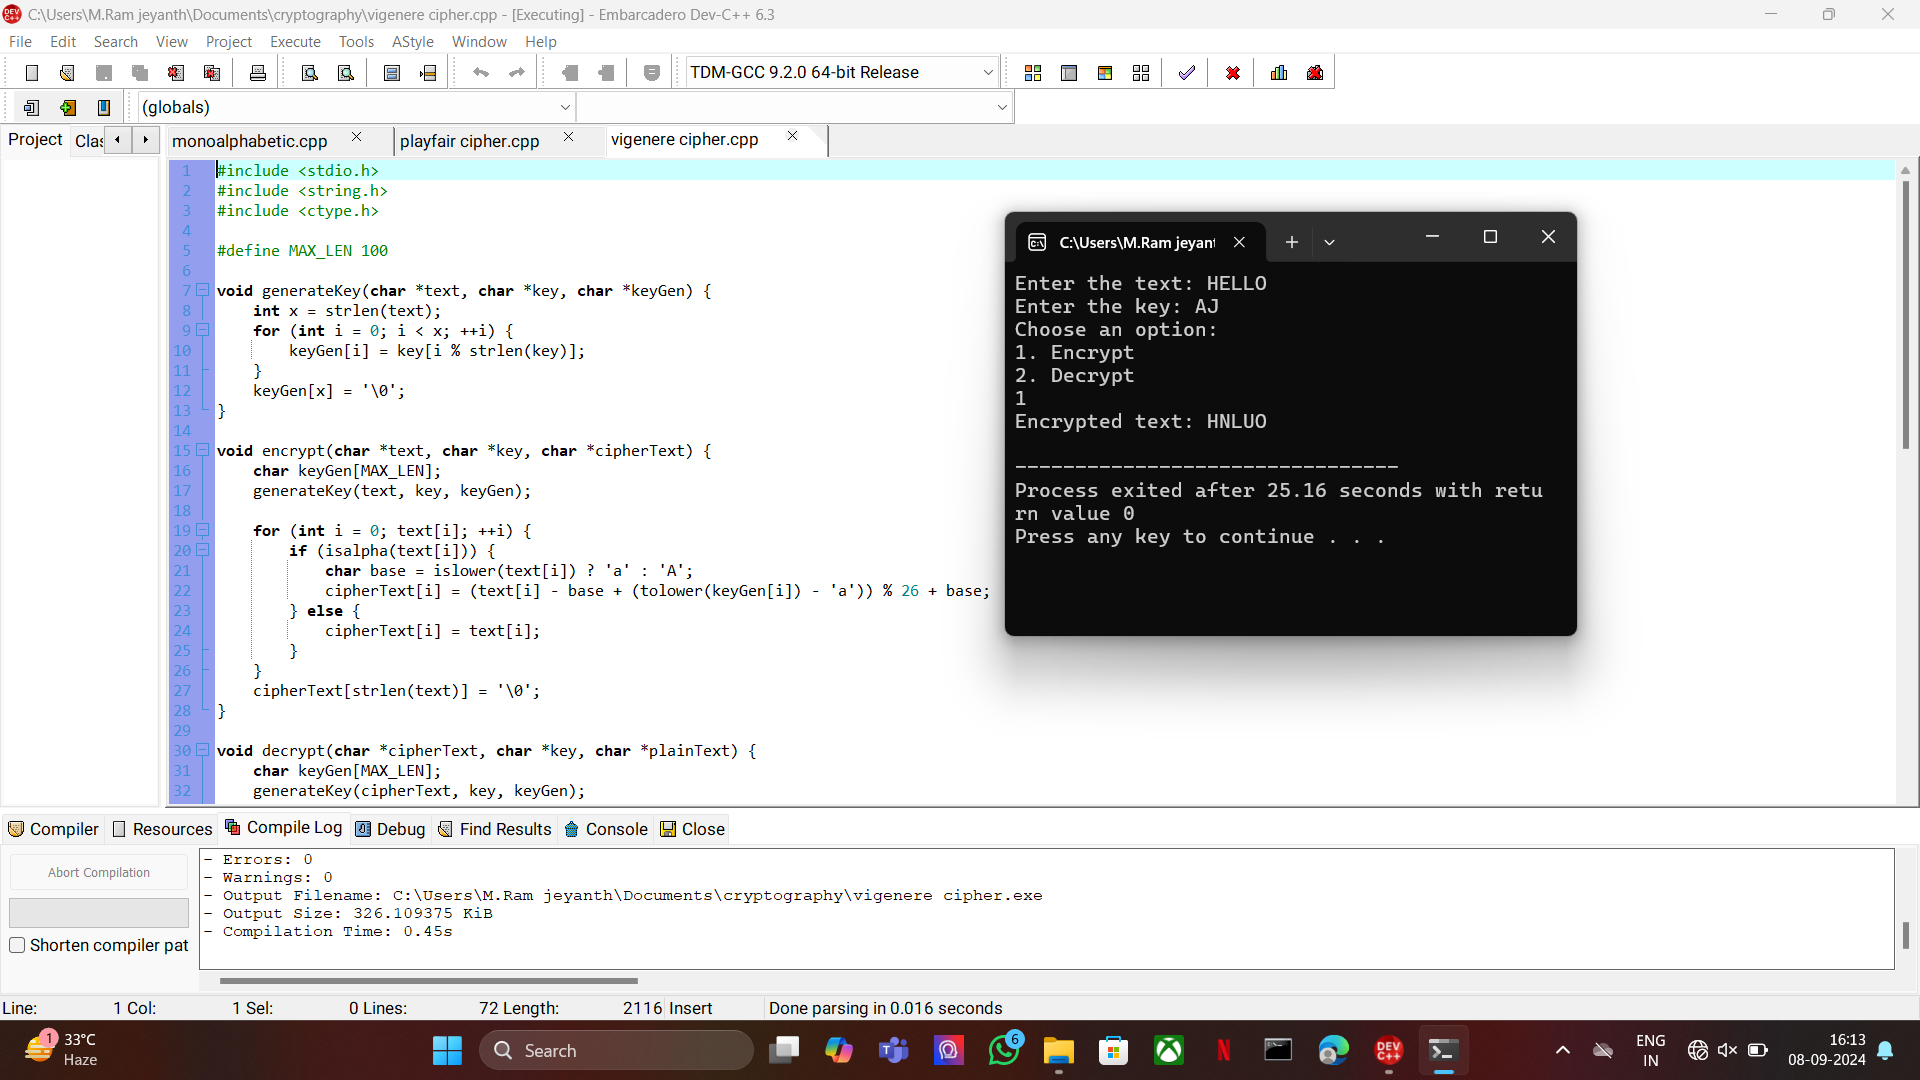 C:\Users\M.Ram jeyanth\Documents\cryptography\vigenere cipher.cpp - [Executing] - Embarcadero Dev-C++ 6.3
File Edit Search View Project Execute Tools AStyle Window Help
TDM-GCC 9.2.0 64-bit Release
(globals)
Project Clas
monoalphabetic.cpp playfair cipher.cpp vigenere cipher.cpp
1 #include <stdio.h>
2 #include <string.h>
3 #include <ctype.h>
4
5 #define MAX_LEN 100
6
7 void generateKey(char *text, char *key, char *keyGen) {
8     int x = strlen(text);
9     for (int i = 0; i < x; ++i) {
10         keyGen[i] = key[i % strlen(key)];
11     }
12     keyGen[x] = '\0';
13 }
14
15 void encrypt(char *text, char *key, char *cipherText) {
16     char keyGen[MAX_LEN];
17     generateKey(text, key, keyGen);
18
19     for (int i = 0; text[i]; ++i) {
20         if (isalpha(text[i])) {
21             char base = islower(text[i]) ? 'a' : 'A';
22             cipherText[i] = (text[i] - base + (tolower(keyGen[i]) - 'a')) % 26 + base;
23         } else {
24             cipherText[i] = text[i];
25         }
26     }
27     cipherText[strlen(text)] = '\0';
28 }
29
30 void decrypt(char *cipherText, char *key, char *plainText) {
31     char keyGen[MAX_LEN];
32     generateKey(cipherText, key, keyGen);
C:\Users\M.Ram jeyant
Enter the text: HELLO
Enter the key: AJ
Choose an option:
1. Encrypt
2. Decrypt
1
Encrypted text: HNLUO
--------------------------------
Process exited after 25.16 seconds with retu
rn value 0
Press any key to continue . . .
Compiler Resources Compile Log Debug Find Results Console Close
Abort Compilation
Shorten compiler pat
- Errors: 0
- Warnings: 0
- Output Filename: C:\Users\M.Ram jeyanth\Documents\cryptography\vigenere cipher.exe
- Output Size: 326.109375 KiB
- Compilation Time: 0.45s
Line: 1 Col: 1 Sel: 0 Lines: 72 Length: 2116 Insert Done parsing in 0.016 seconds
1
33°C
Haze
Search
6
DEV
C++
ENG
IN
16:13
08-09-2024